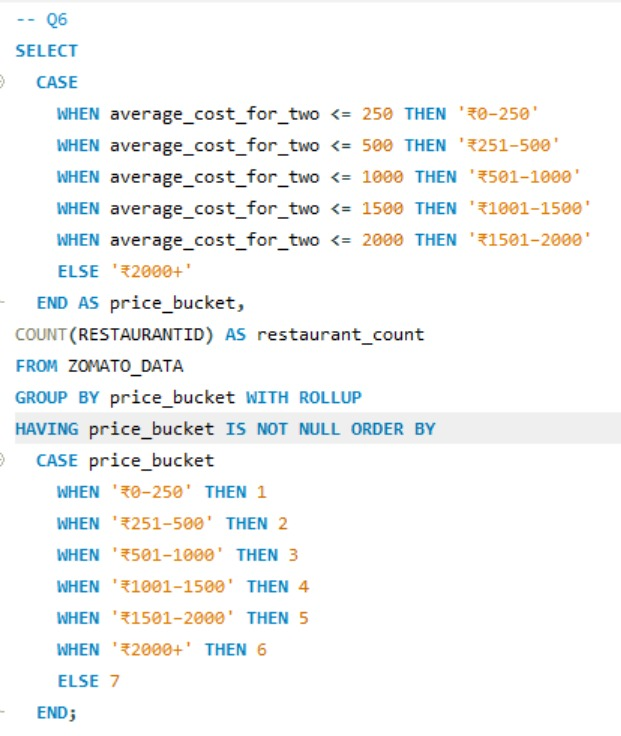 -- Q6
SELECT
CASE
WHEN average_cost_for_two <= 250 THEN '₹0–250'
WHEN average_cost_for_two <= 500 THEN '₹251–500'
WHEN average_cost_for_two <= 1000 THEN '₹501–1000'
WHEN average_cost_for_two <= 1500 THEN '₹1001–1500'
WHEN average_cost_for_two <= 2000 THEN '₹1501–2000'
ELSE '₹2000+'
END AS price_bucket,
COUNT(RESTAURANTID) AS restaurant_count
FROM ZOMATO_DATA
GROUP BY price_bucket WITH ROLLUP
HAVING price_bucket IS NOT NULL ORDER BY
CASE price_bucket
WHEN '₹0–250' THEN 1
WHEN '₹251–500' THEN 2
WHEN '₹501–1000' THEN 3
WHEN '₹1001–1500' THEN 4
WHEN '₹1501–2000' THEN 5
WHEN '₹2000+' THEN 6
ELSE 7
END;